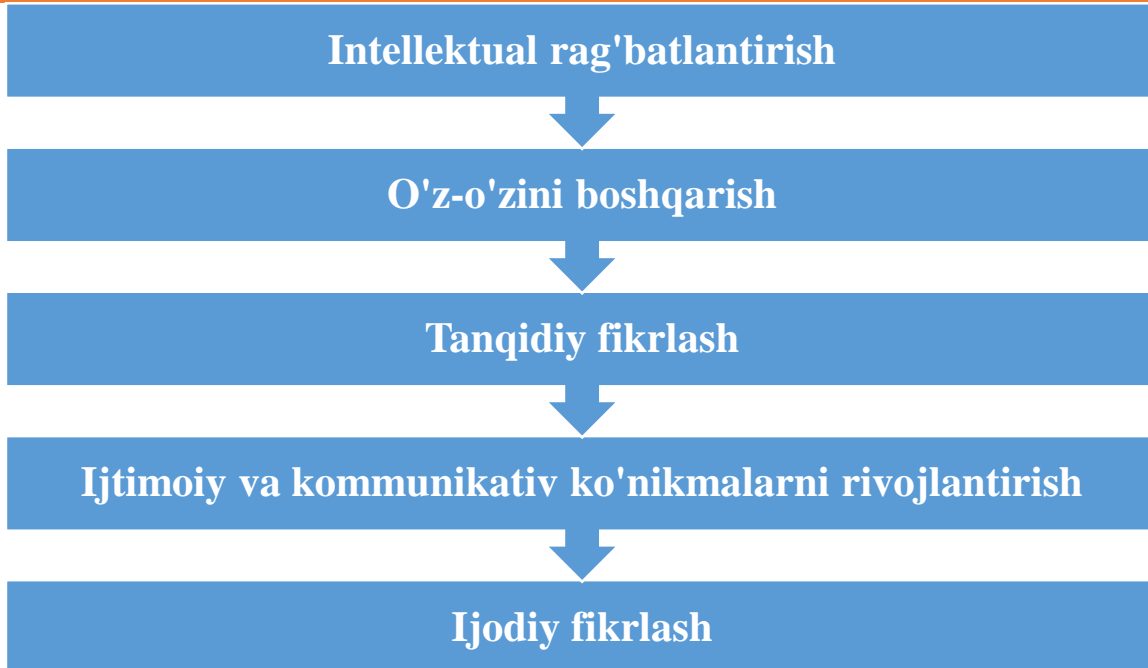 Intellektual rag'batlantirish
O'z-o'zini boshqarish
Tanqidiy fikrlash
Ijtimoiy va kommunikativ ko'nikmalarni rivojlantirish
Ijodiy fikrlash